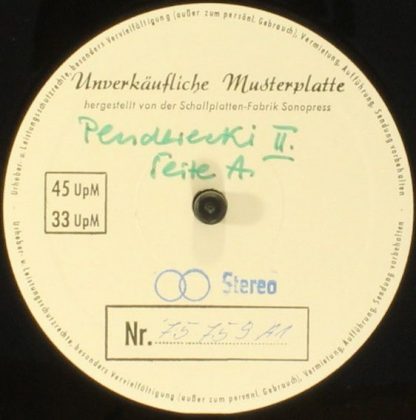 Urheber- u. Leistungsschutzrechte, besonders Vervielfältigung (außer zum persönl. Gebrauch), Vermietung, Aufführung, Sendung vorbehalten
Unverkäufliche Musterplatte
hergestellt von der Schallplatten-Fabrik Sonopress
Penderecki II.
Seite A.
45 UpM
33 UpM
Stereo
Nr. 75 759 A1
Urheber- u. Leistungsschutzrechte, besonders Vervielfältigung (außer zum persönl. Gebrauch), Vermietung, Aufführung, Sendung vorbehalten